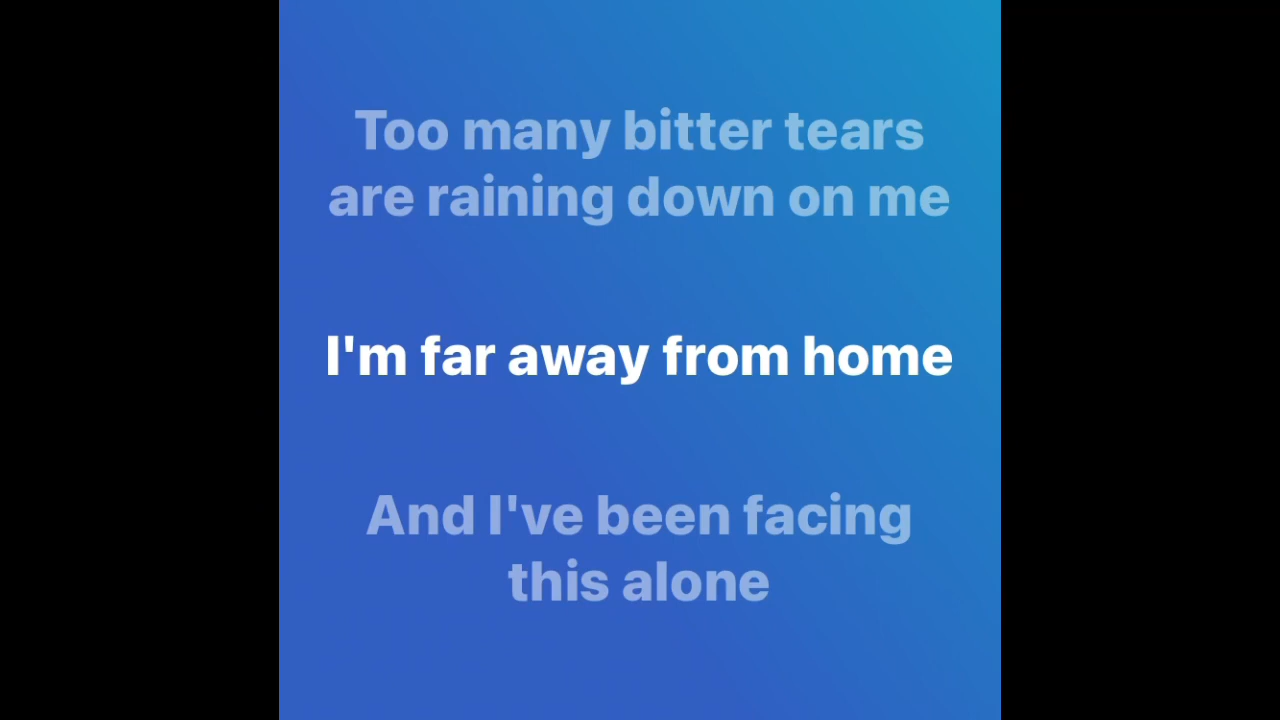 Too many bitter tears
are raining down on me
I'm far away from home
And I've been facing
this alone